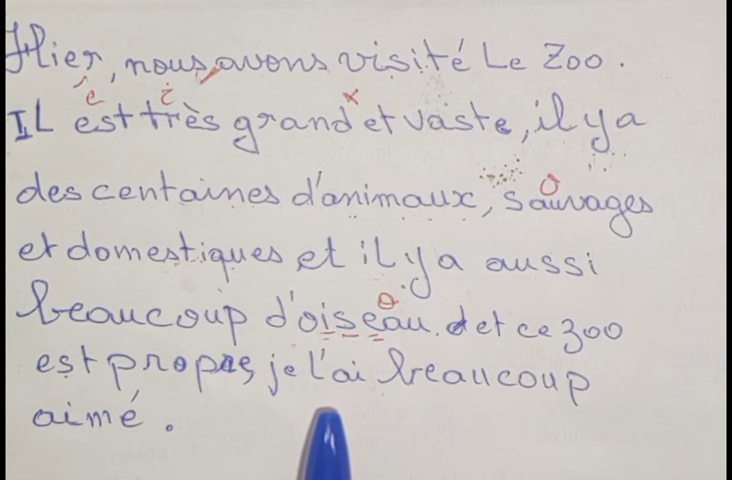 Hier, nous avons visité Le Zoo.
IL est très grand et vaste, il y a
des centaines d'animaux, sauvages
et domestiques et il y a aussi
beaucoup d'oiseau. et ce zoo
est propre, je l'ai beaucoup
aimé.